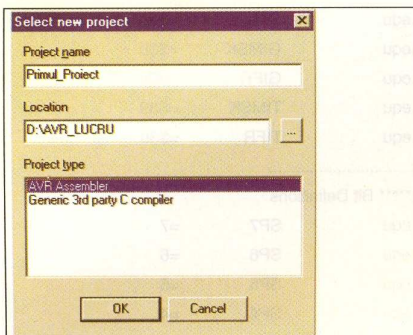 Select new project
Project name
Primul_Proiect
Location
D:\AVR_LUCRU
...
Project type
AVR Assembler
Generic 3rd party C compiler
OK
Cancel